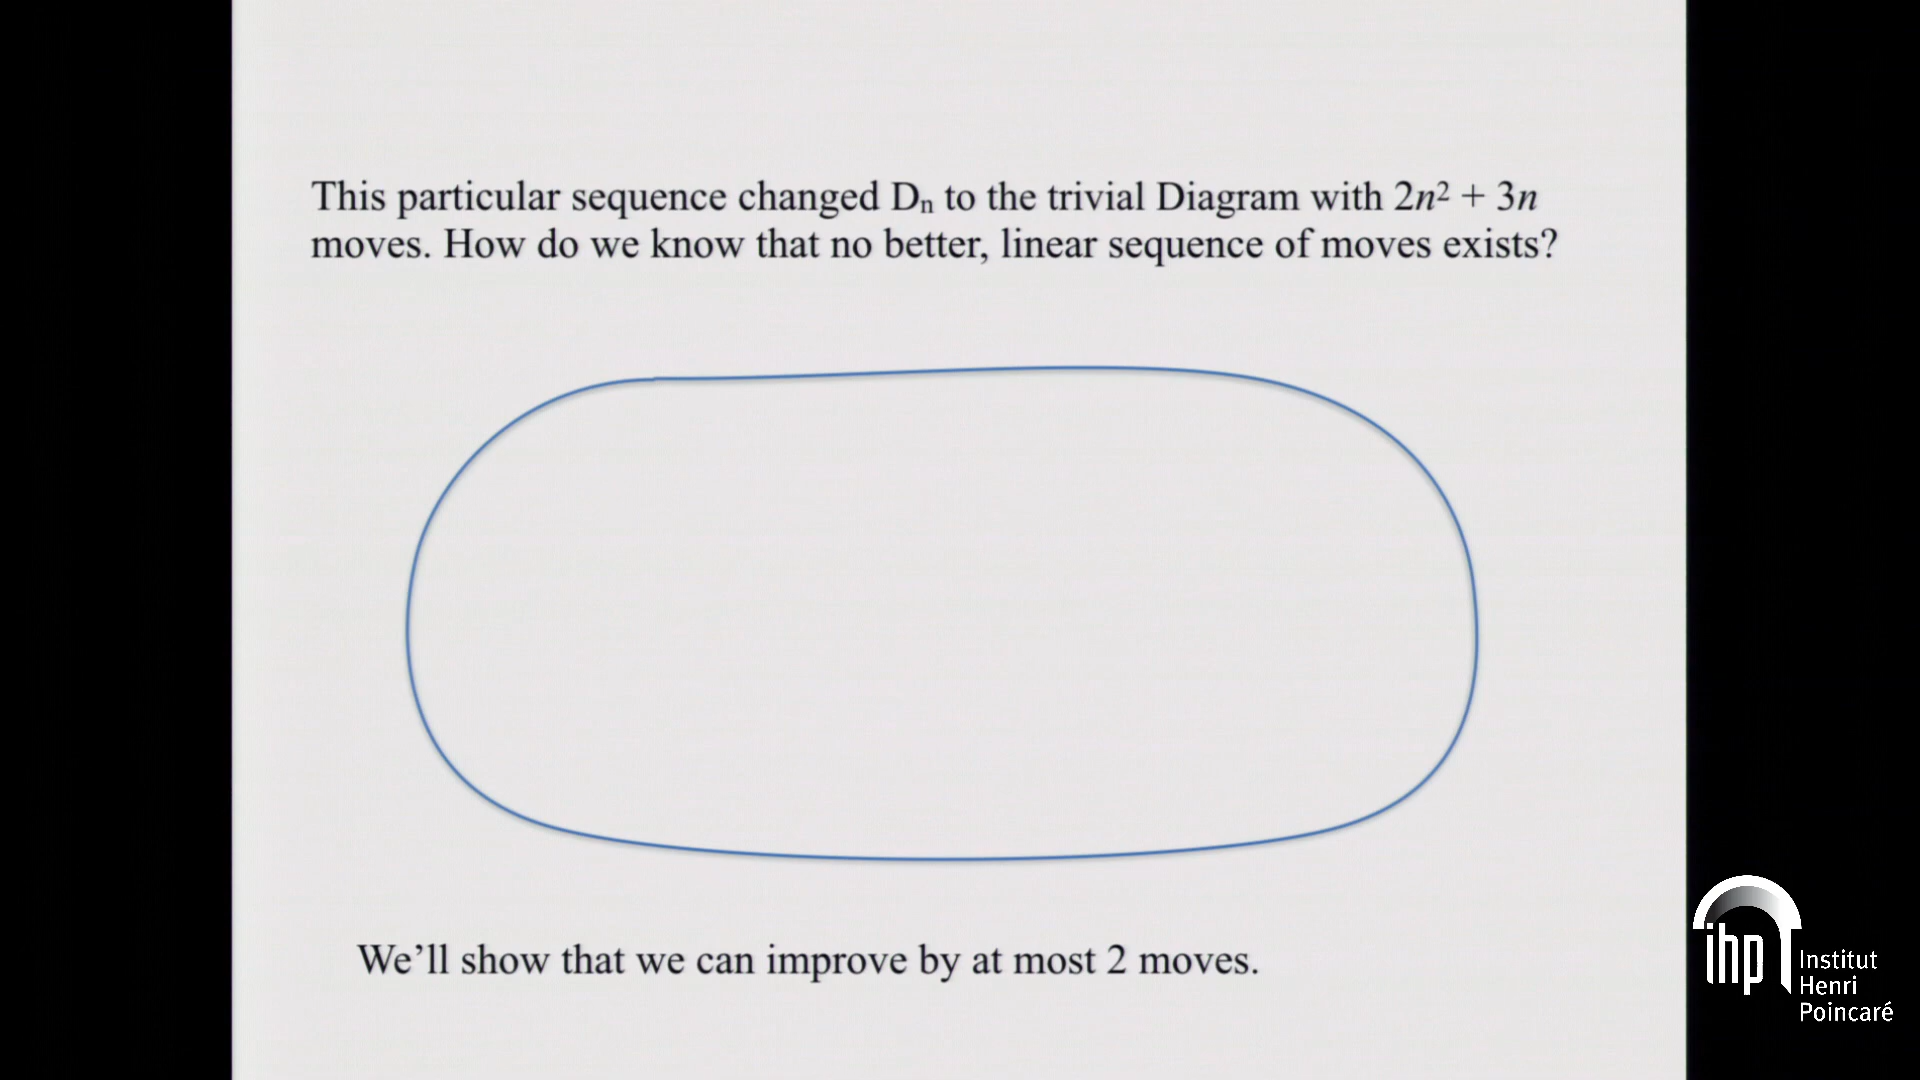 This particular sequence changed Dₙ to the trivial Diagram with 2n² + 3n
moves. How do we know that no better, linear sequence of moves exists?
We’ll show that we can improve by at most 2 moves.
ihp
Institut
Henri
Poincaré